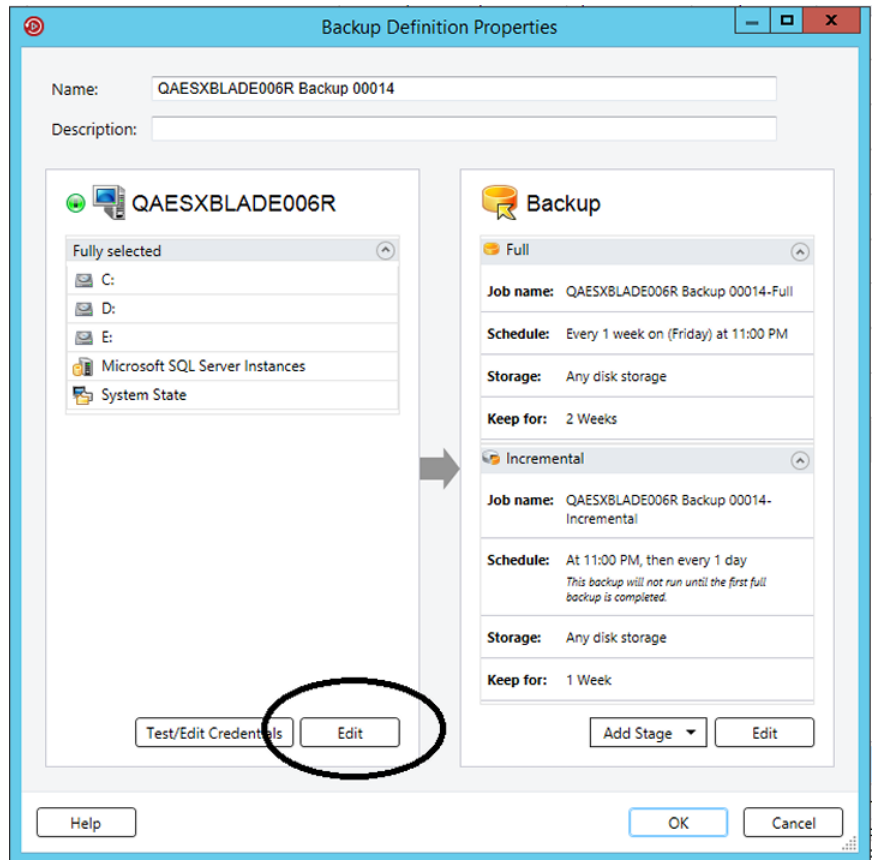 Backup Definition Properties
Name: QAESXBLADE006R Backup 00014
Description:
QAESXBLADE006R
Fully selected
C:
D:
E:
Microsoft SQL Server Instances
System State
Test/Edit Credentials
Edit
Backup
Full
Job name: QAESXBLADE006R Backup 00014-Full
Schedule: Every 1 week on (Friday) at 11:00 PM
Storage: Any disk storage
Keep for: 2 Weeks
Incremental
Job name: QAESXBLADE006R Backup 00014-
Incremental
Schedule: At 11:00 PM, then every 1 day
This backup will not run until the first full
backup is completed.
Storage: Any disk storage
Keep for: 1 Week
Add Stage
Edit
Help
OK
Cancel